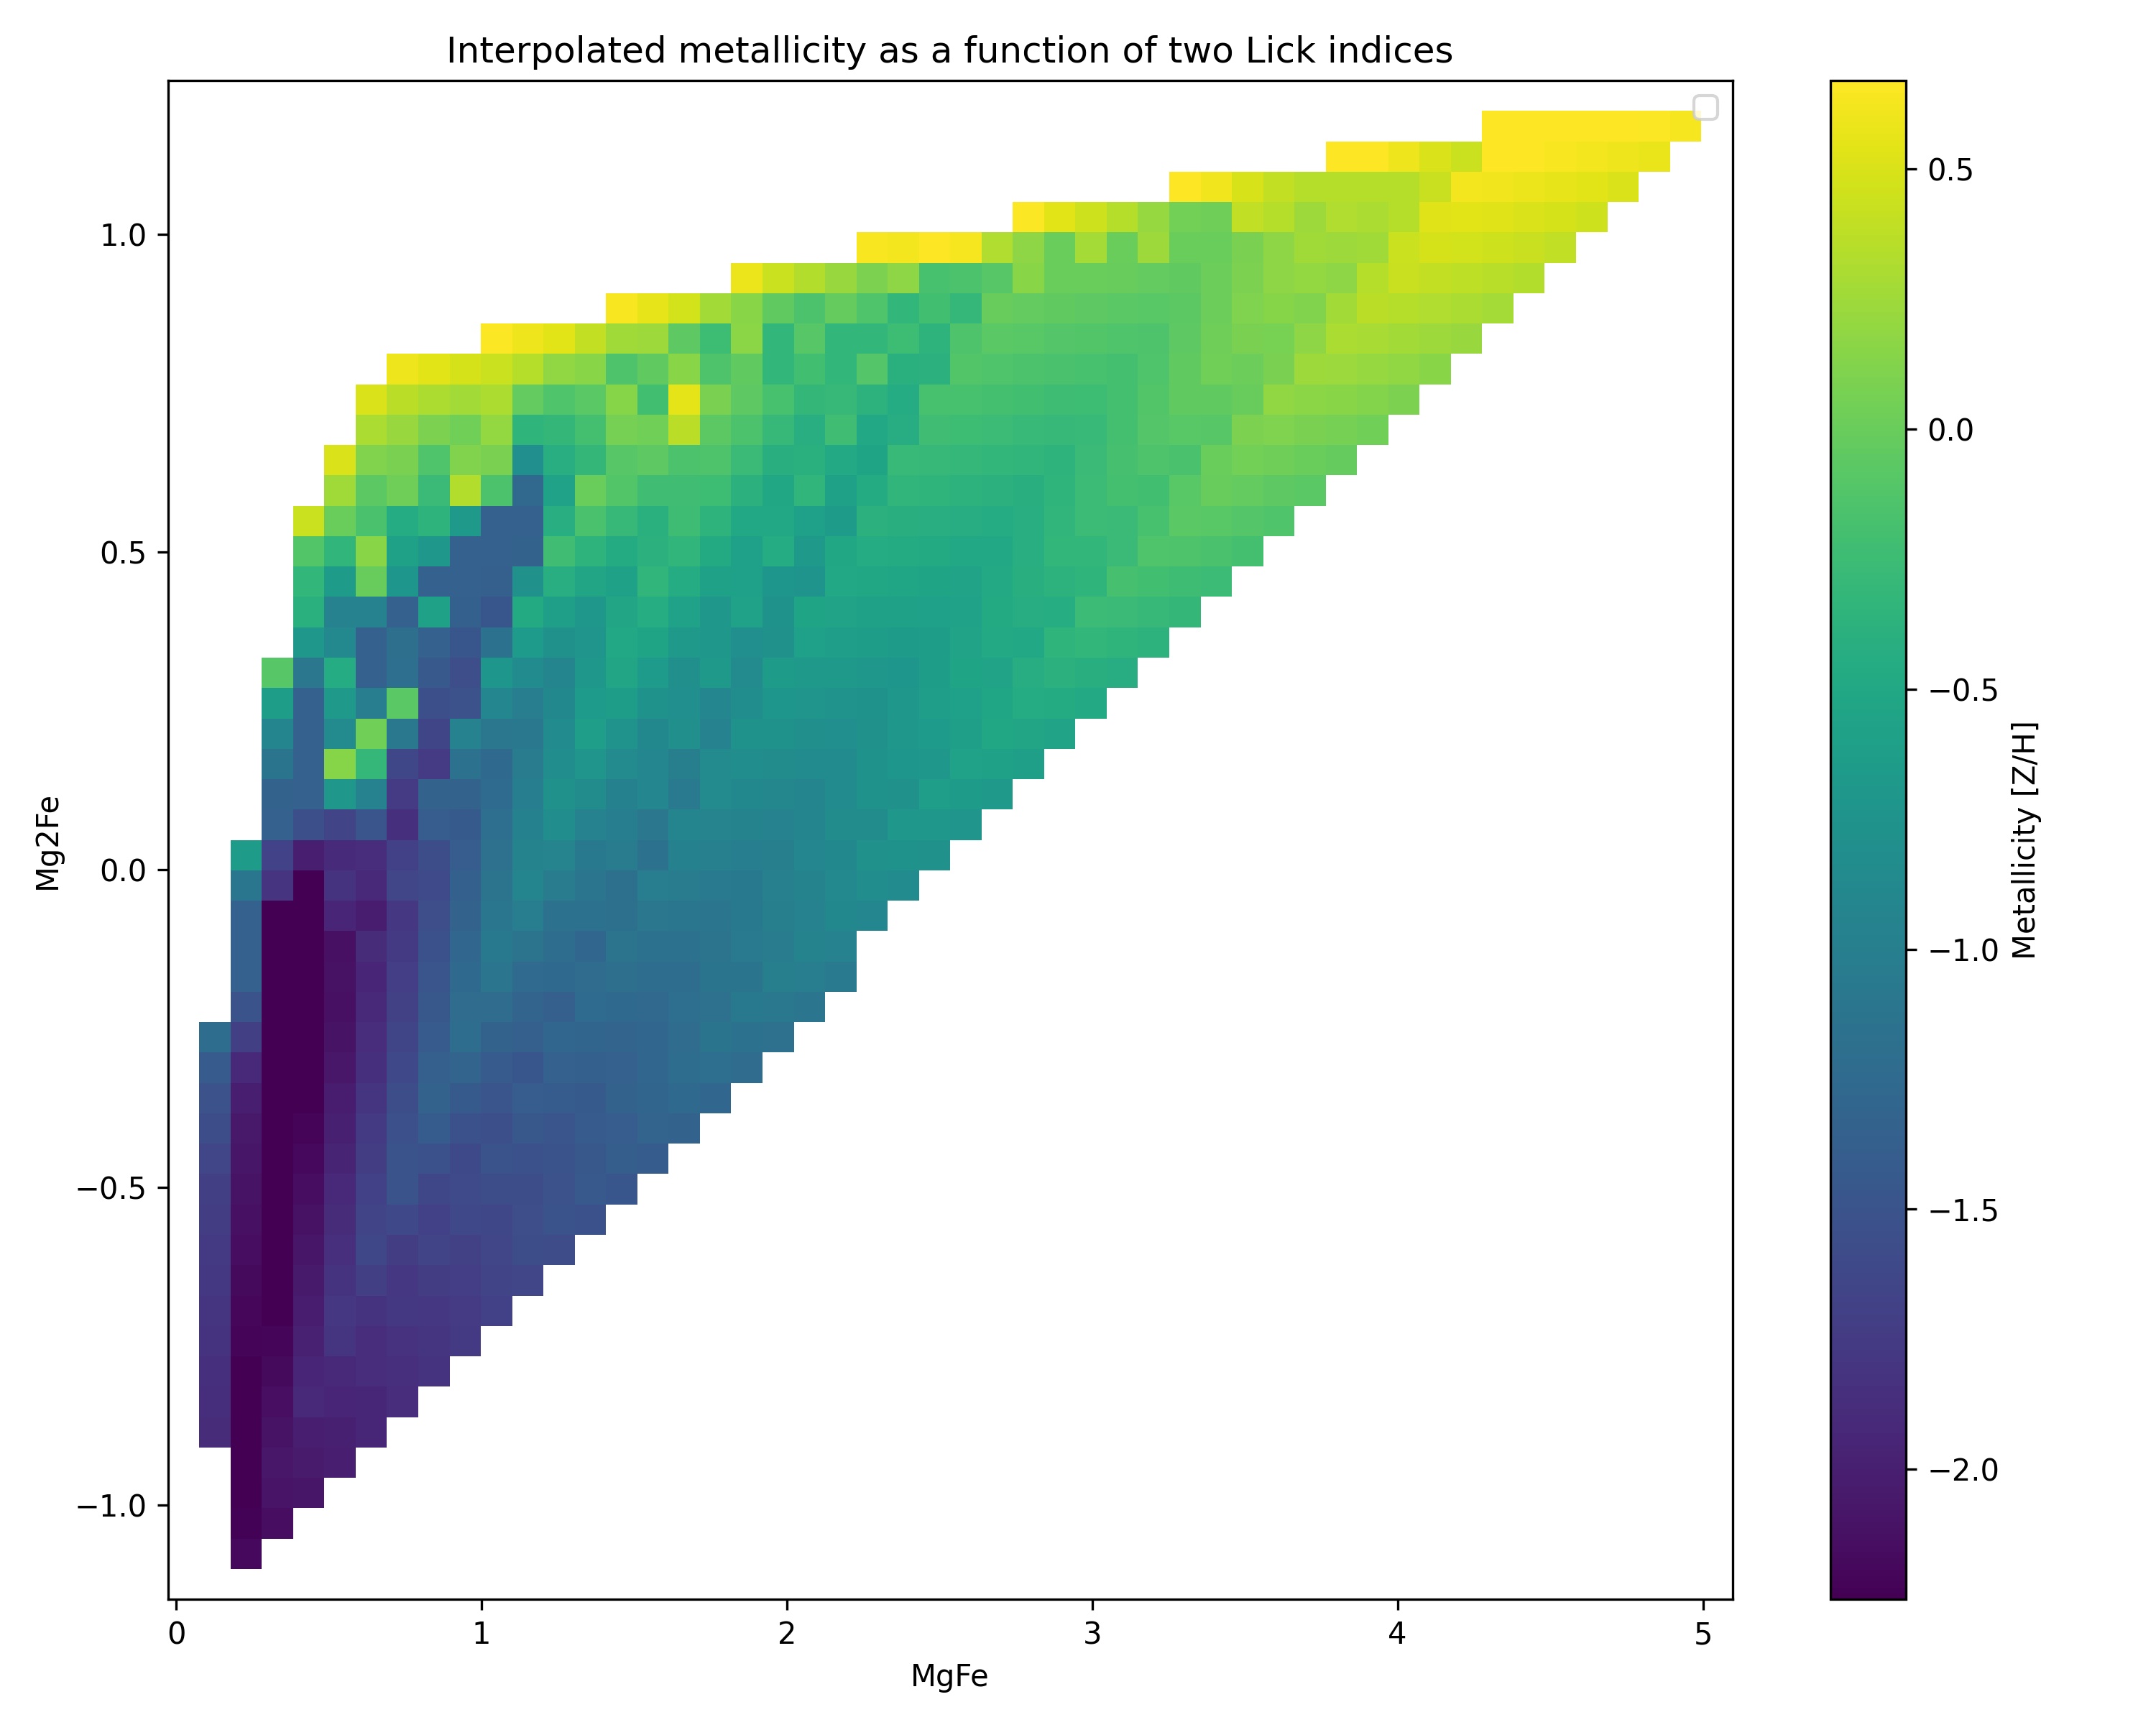 Interpolated metallicity as a function of two Lick indices
1.0
0.5
0.0
−0.5
−1.0
Mg2Fe
0 1 2 3 4 5
MgFe
0.5
0.0
−0.5
−1.0
−1.5
−2.0
Metallicity [Z/H]